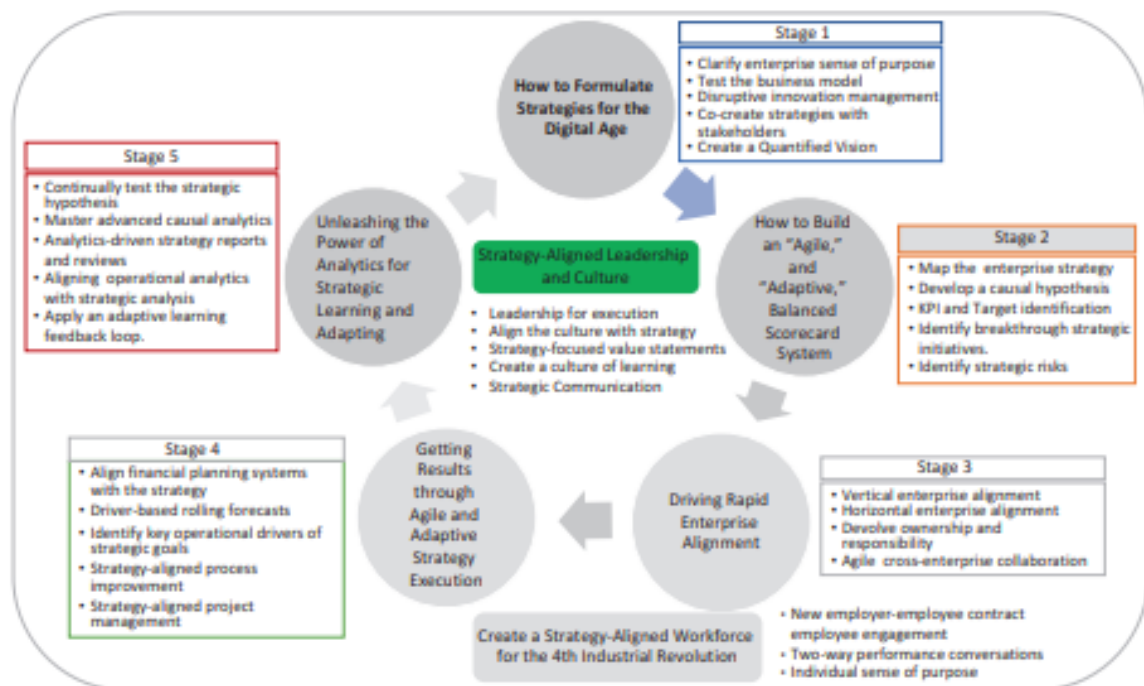 Stage 1
• Clarify enterprise sense of purpose
• Test the business model
• Disruptive innovation management
• Co-create strategies with
stakeholders
• Create a Quantified Vision
How to Formulate
Strategies for the
Digital Age
Stage 5
• Continually test the strategic
hypothesis
• Master advanced causal analytics
• Analytics-driven strategy reports
and reviews
• Aligning operational analytics
with strategic analysis
• Apply an adaptive learning
feedback loop.
Unleashing the
Power of
Analytics for
Strategic
Learning and
Adapting
Strategy-Aligned Leadership
and Culture
• Leadership for execution
• Align the culture with strategy
• Strategy-focused value statements
• Create a culture of learning
• Strategic Communication
How to Build
an “Agile,”
and
“Adaptive,”
Balanced
Scorecard
System
Stage 2
• Map the enterprise strategy
• Develop a causal hypothesis
• KPI and Target identification
• Identify breakthrough strategic
initiatives.
• Identify strategic risks
Stage 4
• Align financial planning systems
with the strategy
• Driver-based rolling forecasts
• Identify key operational drivers of
strategic goals
• Strategy-aligned process
improvement
• Strategy-aligned project
management
Getting
Results
through
Agile and
Adaptive
Strategy
Execution
Driving Rapid
Enterprise
Alignment
Stage 3
• Vertical enterprise alignment
• Horizontal enterprise alignment
• Devolve ownership and
responsibility
• Agile cross-enterprise collaboration
Create a Strategy-Aligned Workforce
for the 4th Industrial Revolution
• New employer-employee contract
employee engagement
• Two-way performance conversations
• Individual sense of purpose